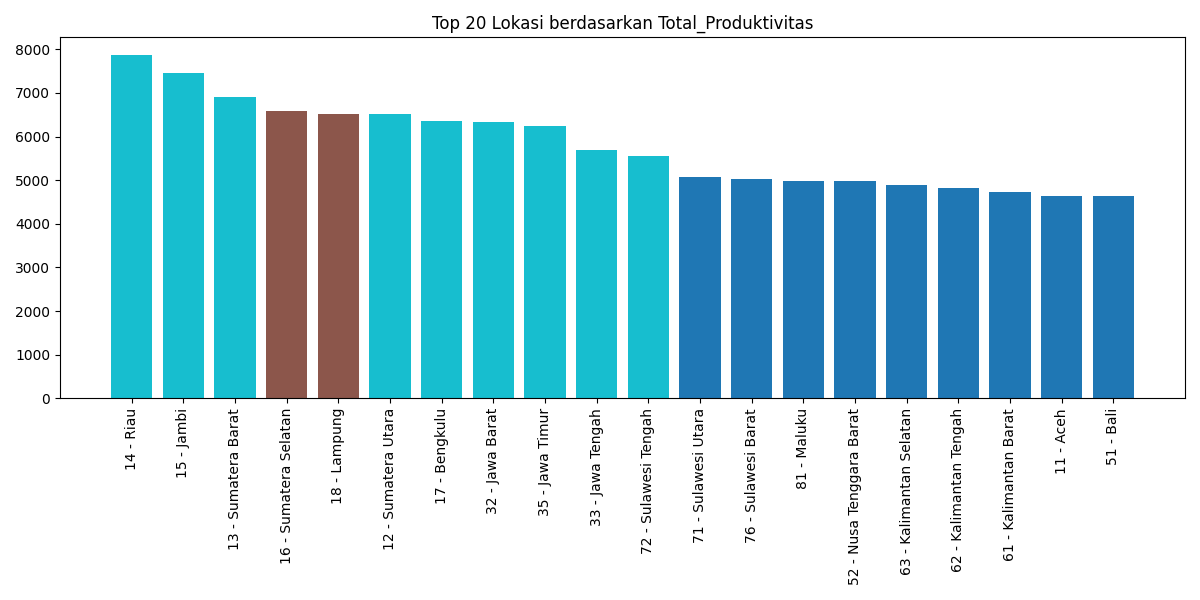 Top 20 Lokasi berdasarkan Total_Produktivitas
8000
7000
6000
5000
4000
3000
2000
1000
0
14 - Riau
15 - Jambi
13 - Sumatera Barat
16 - Sumatera Selatan
18 - Lampung
12 - Sumatera Utara
17 - Bengkulu
32 - Jawa Barat
35 - Jawa Timur
33 - Jawa Tengah
72 - Sulawesi Tengah
71 - Sulawesi Utara
76 - Sulawesi Barat
81 - Maluku
52 - Nusa Tenggara Barat
63 - Kalimantan Selatan
62 - Kalimantan Tengah
61 - Kalimantan Barat
11 - Aceh
51 - Bali